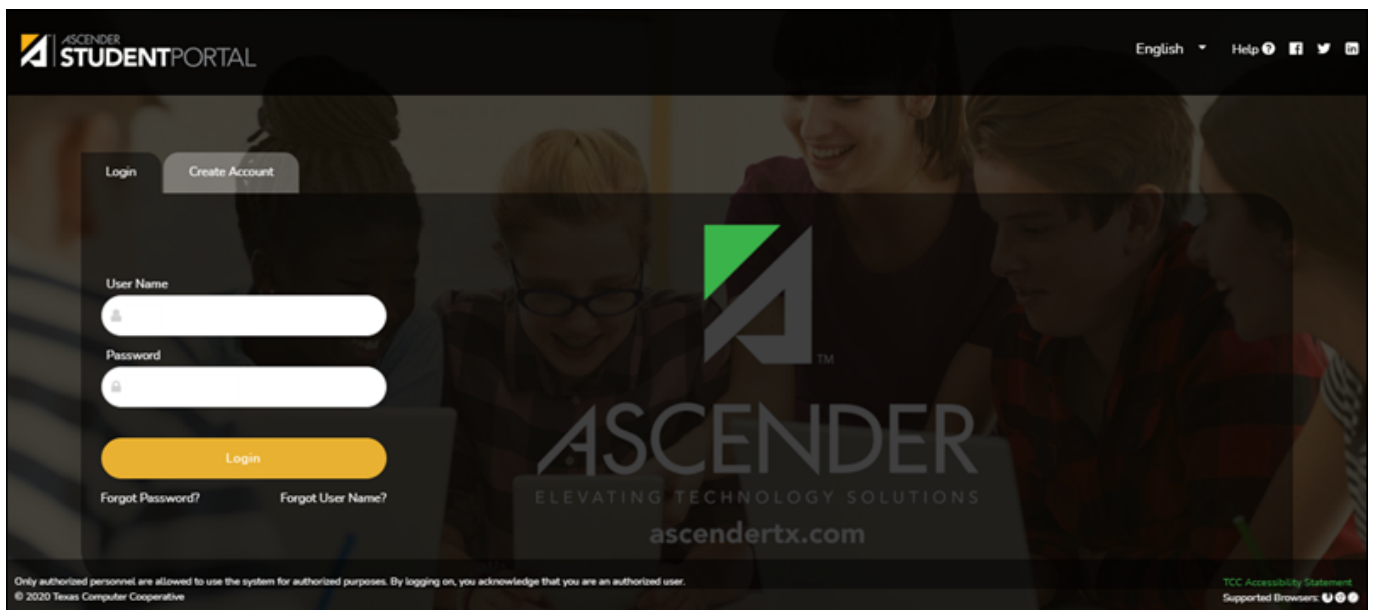 ASCENDER
STUDENTPORTAL
English
Help
Login
Create Account
User Name
Password
Login
Forgot Password?
Forgot User Name?
TM
ASCENDER
ELEVATING TECHNOLOGY SOLUTIONS
ascendertx.com
Only authorized personnel are allowed to use the system for authorized purposes. By logging on, you acknowledge that you are an authorized user.
© 2020 Texas Computer Cooperative
TCC Accessibility Statement
Supported Browsers: